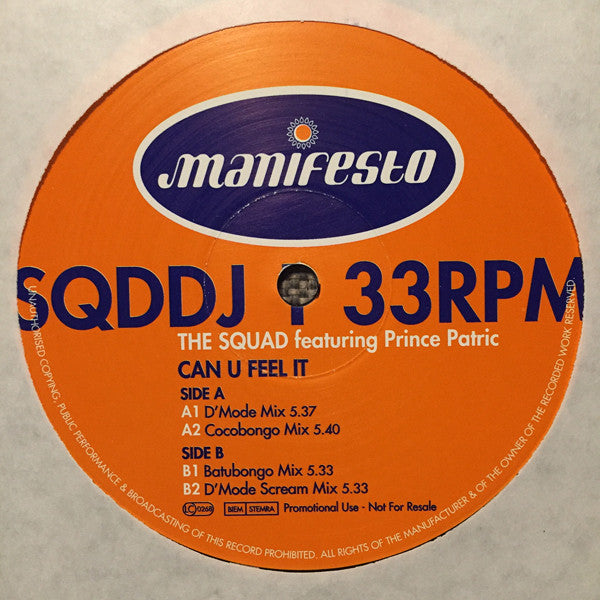 manifesto
SQDDJ 1 33RPM
THE SQUAD featuring Prince Patric
CAN U FEEL IT
SIDE A
A1 D'Mode Mix 5.37
A2 Cocobongo Mix 5.40
SIDE B
B1 Batubongo Mix 5.33
B2 D'Mode Scream Mix 5.33
LC 0268 BIEM STEMRA Promotional Use - Not For Resale
UNAUTHORISED COPYING, PUBLIC PERFORMANCE & BROADCASTING OF THIS RECORD PROHIBITED. ALL RIGHTS OF THE MANUFACTURER & OF THE OWNER OF THE RECORDED WORK RESERVED